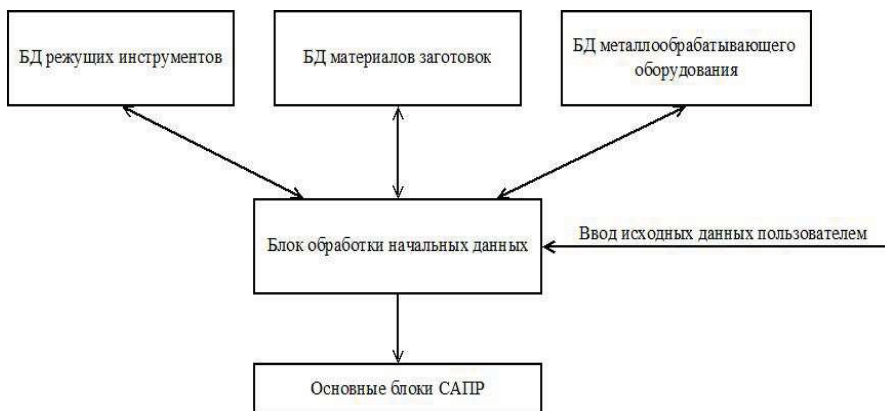 БД режущих инструментов
БД материалов заготовок
БД металлообрабатывающего
оборудования
Блок обработки начальных данных
Ввод исходных данных пользователем
Основные блоки САПР